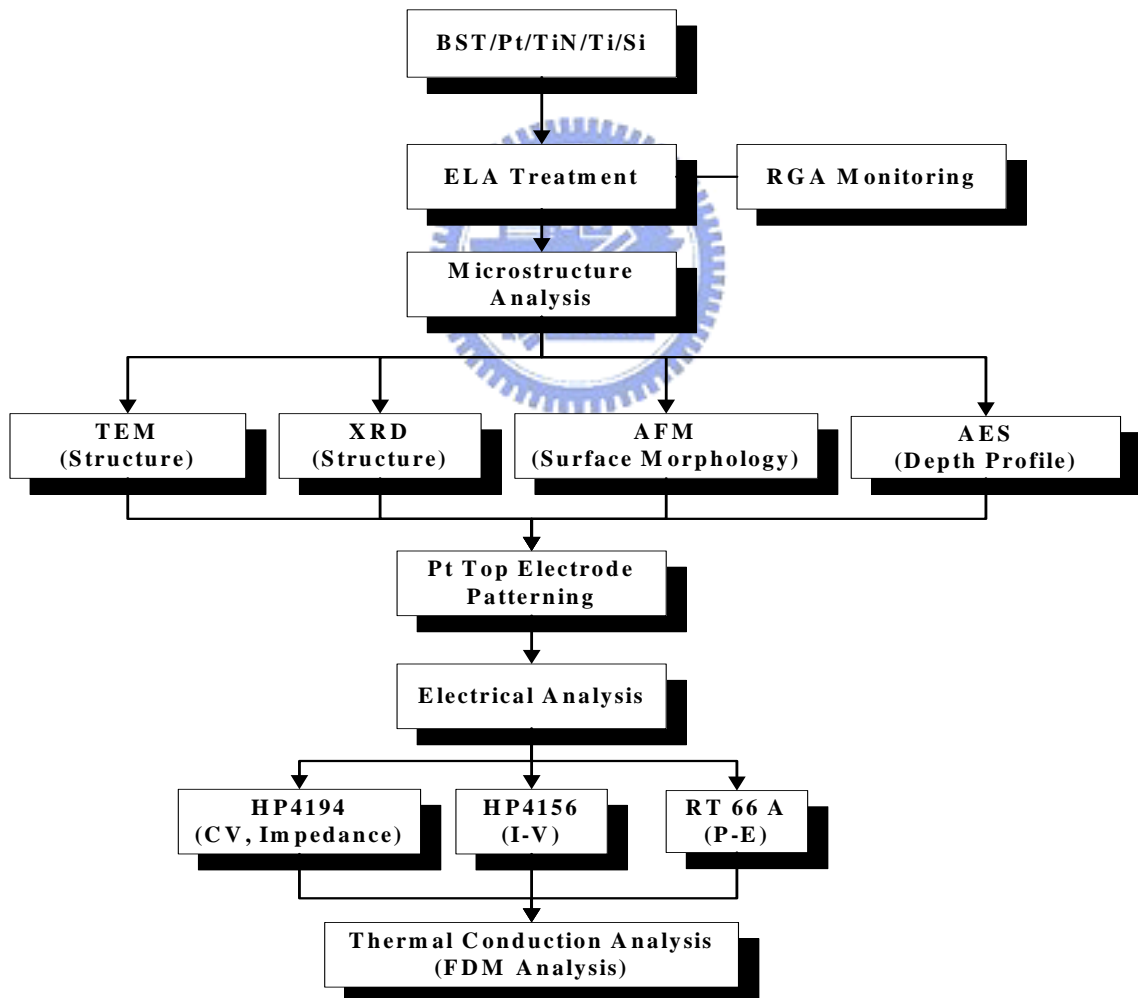 BST/Pt/TiN/Ti/Si
ELA Treatment
RGA Monitoring
Microstructure
Analysis
TEM
(Structure)
XRD
(Structure)
AFM
(Surface Morphology)
AES
(Depth Profile)
Pt Top Electrode
Patterning
Electrical Analysis
HP4194
(CV, Impedance)
HP4156
(I-V)
RT 66 A
(P-E)
Thermal Conduction Analysis
(FDM Analysis)